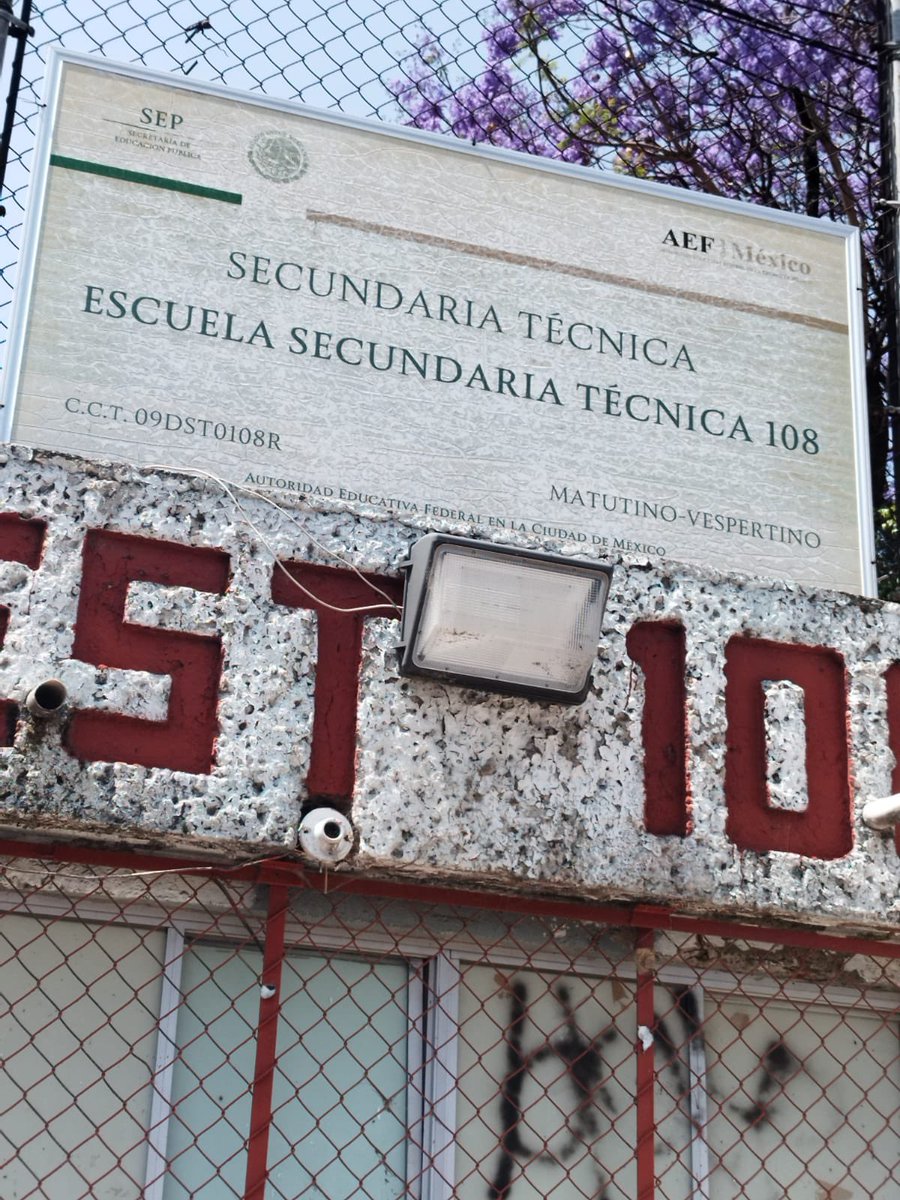 SEP
SECRETARÍA DE
EDUCACIÓN PÚBLICA
AEF México
SECUNDARIA TÉCNICA
ESCUELA SECUNDARIA TÉCNICA 108
C.C.T. 09DST0108R
MATUTINO-VESPERTINO
AUTORIDAD EDUCATIVA FEDERAL EN LA CIUDAD DE MÉXICO
EST 10